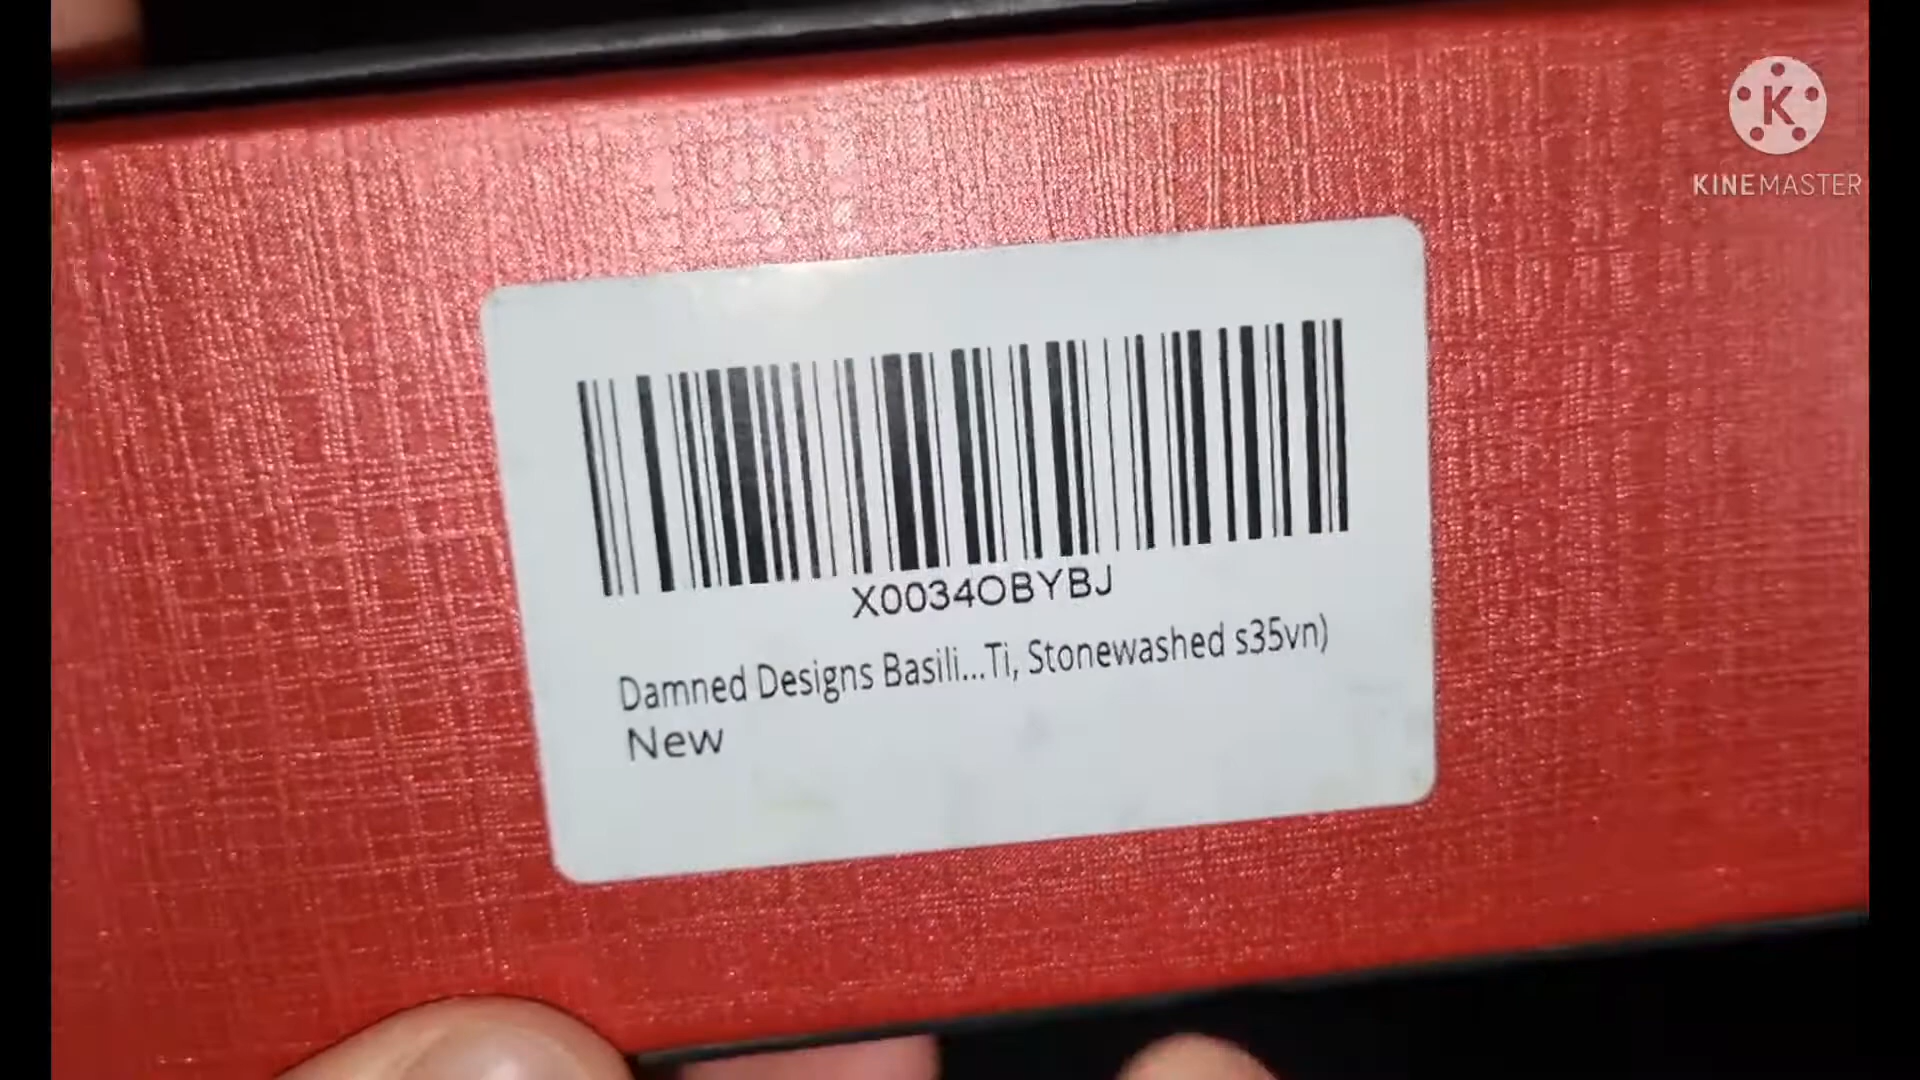 K
KINEMASTER
X0034OBYBJ
Damned Designs Basili...Ti, Stonewashed s35vn)
New